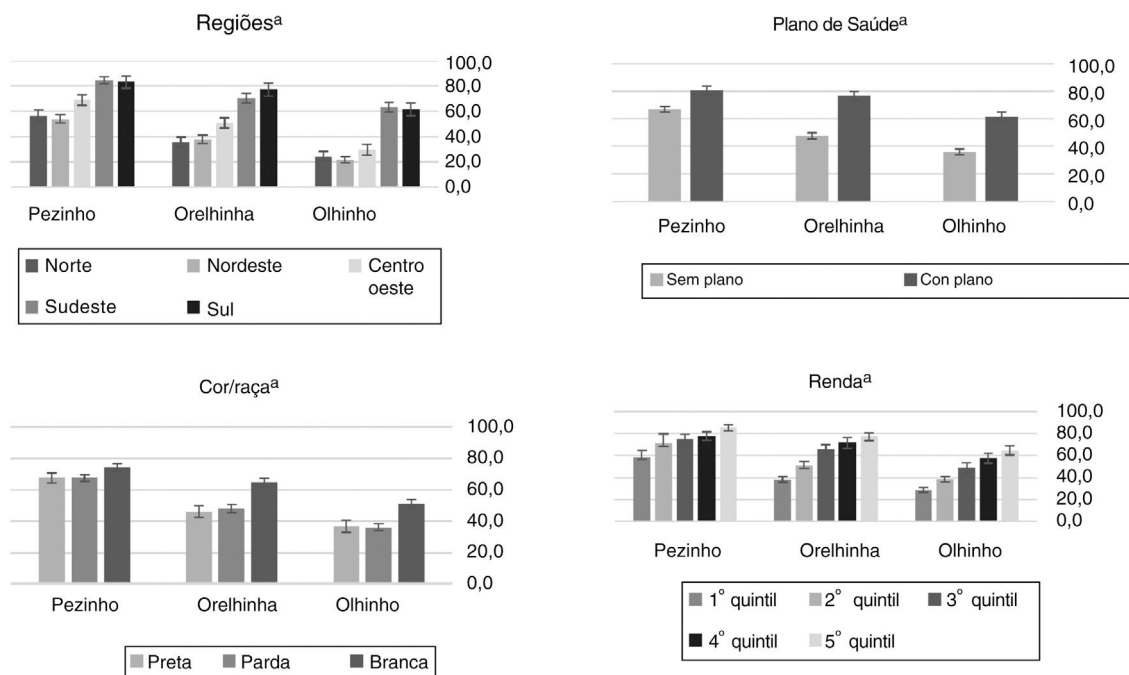 Regiõesª
100,0
80,0
60,0
40,0
20,0
0,0
Pezinho Orelhinha Olhinho
Norte Nordeste Centro
oeste
Sudeste Sul
Plano de Saúdeª
100,0
80,0
60,0
40,0
20,0
0,0
Pezinho Orelhinha Olhinho
Sem plano Con plano
Cor/raçaª
100,0
80,0
60,0
40,0
20,0
0,0
Pezinho Orelhinha Olhinho
Preta Parda Branca
Rendaª
100,0
80,0
60,0
40,0
20,0
0,0
Pezinho Orelhinha Olhinho
1° quintil 2° quintil 3° quintil
4° quintil 5° quintil